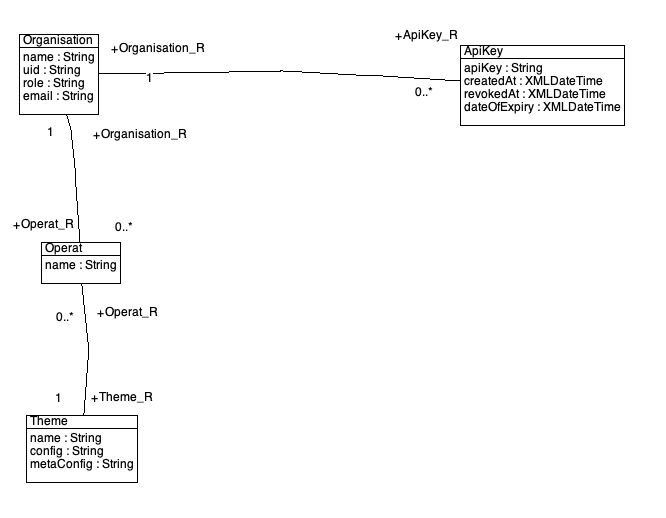 Organisation
name : String
uid : String
role : String
email : String
+Organisation_R
1
+ApiKey_R
0..*
ApiKey
apiKey : String
createdAt : XMLDateTime
revokedAt : XMLDateTime
dateOfExpiry : XMLDateTime
1
+Organisation_R
+Operat_R
0..*
Operat
name : String
0..*
+Operat_R
1
+Theme_R
Theme
name : String
config : String
metaConfig : String